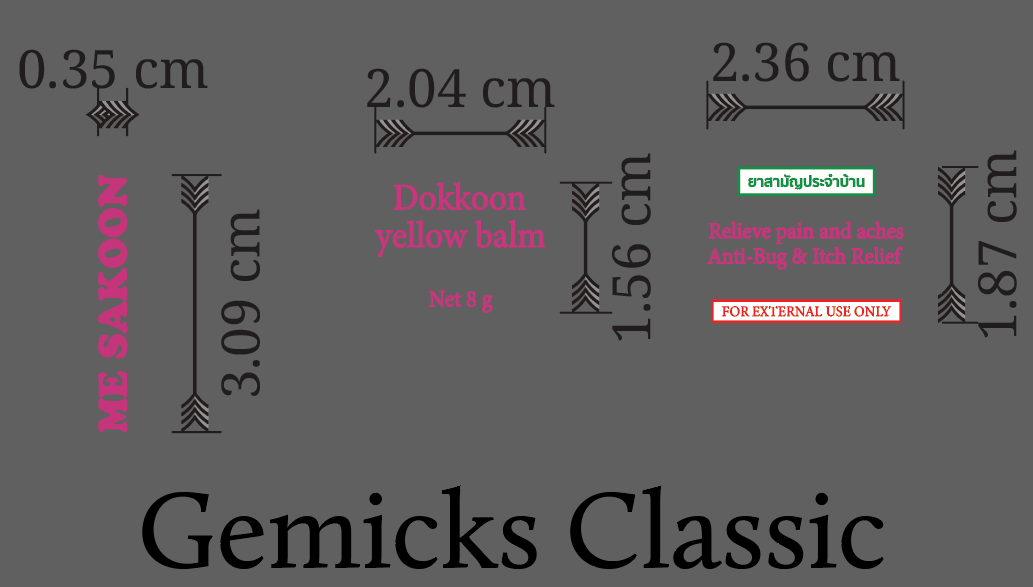 0.35 cm
ME SAKOON
3.09 cm
2.04 cm
Dokkoon
yellow balm
Net 8 g
1.56 cm
2.36 cm
ยาสามัญประจำบ้าน
Relieve pain and aches
Anti-Bug & Itch Relief
FOR EXTERNAL USE ONLY
1.87 cm
Gemicks Classic